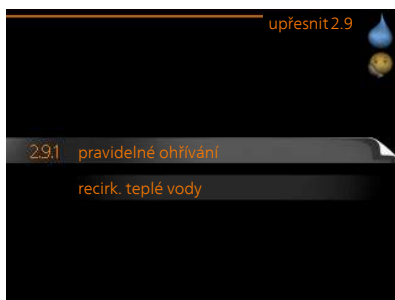 upřesnit 2.9
2.9.1 pravidelné ohřívání
recirk. teplé vody